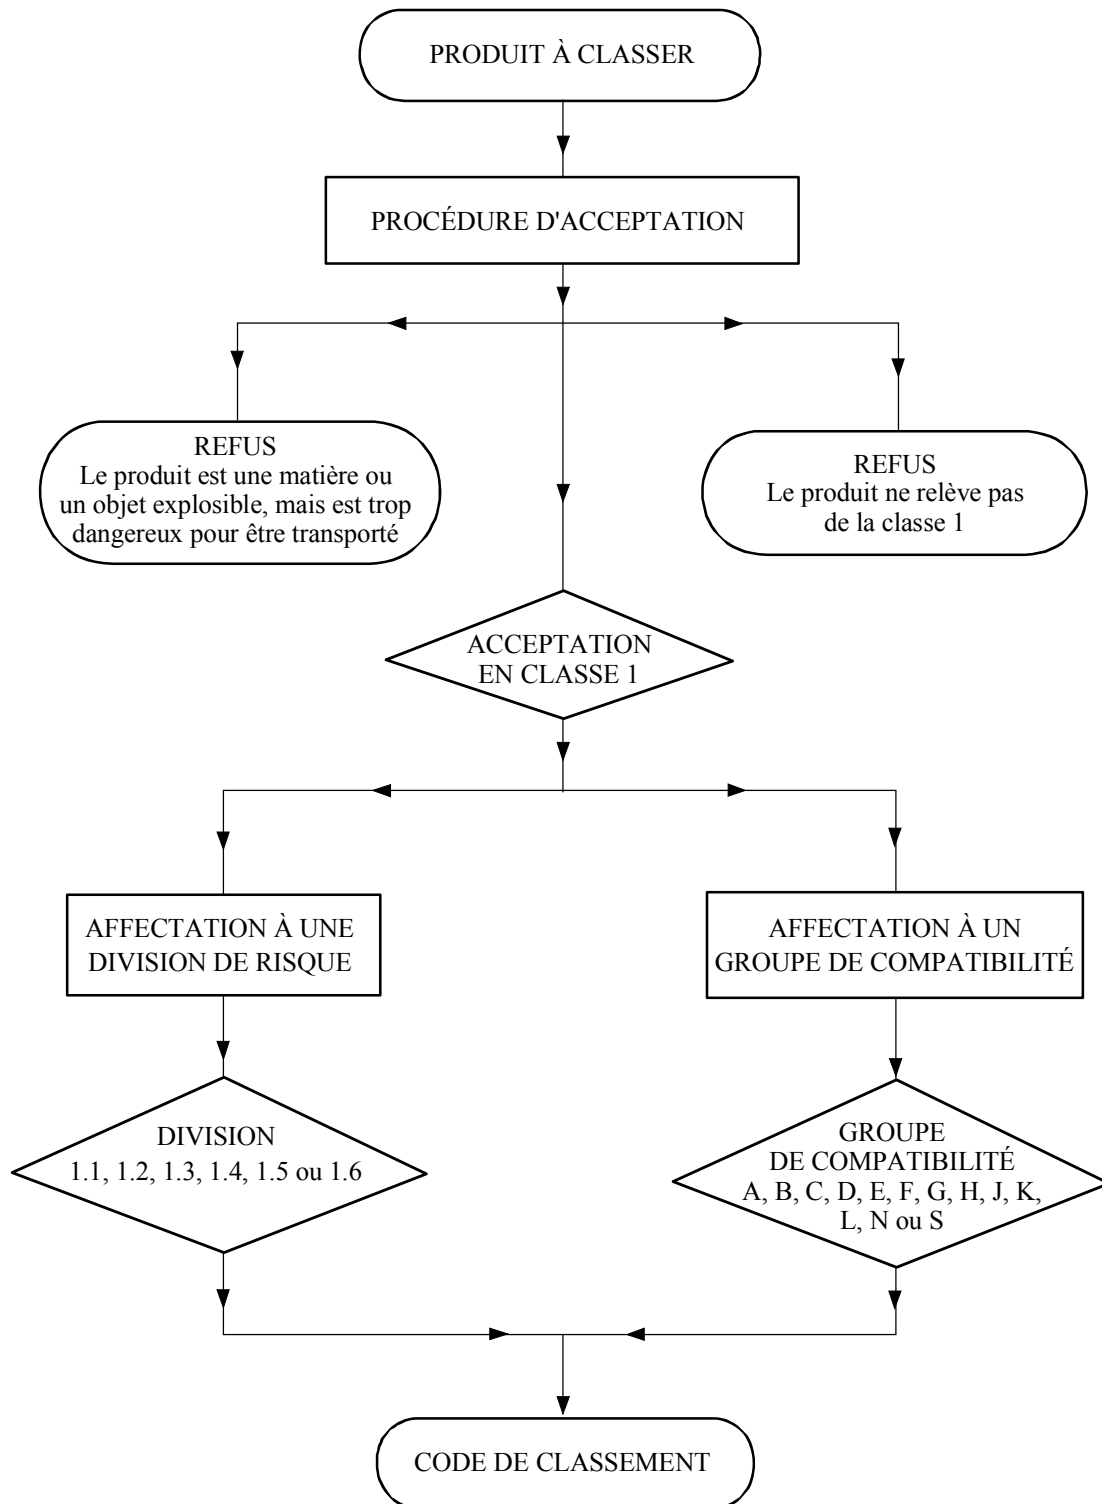 PRODUIT À CLASSER
PROCÉDURE D'ACCEPTATION
REFUS
Le produit est une matière ou
un objet explosible, mais est trop
dangereux pour être transporté
REFUS
Le produit ne relève pas
de la classe 1
ACCEPTATION
EN CLASSE 1
AFFECTATION À UNE
DIVISION DE RISQUE
AFFECTATION À UN
GROUPE DE COMPATIBILITÉ
DIVISION
1.1, 1.2, 1.3, 1.4, 1.5 ou 1.6
GROUPE
DE COMPATIBILITÉ
A, B, C, D, E, F, G, H, J, K,
L, N ou S
CODE DE CLASSEMENT